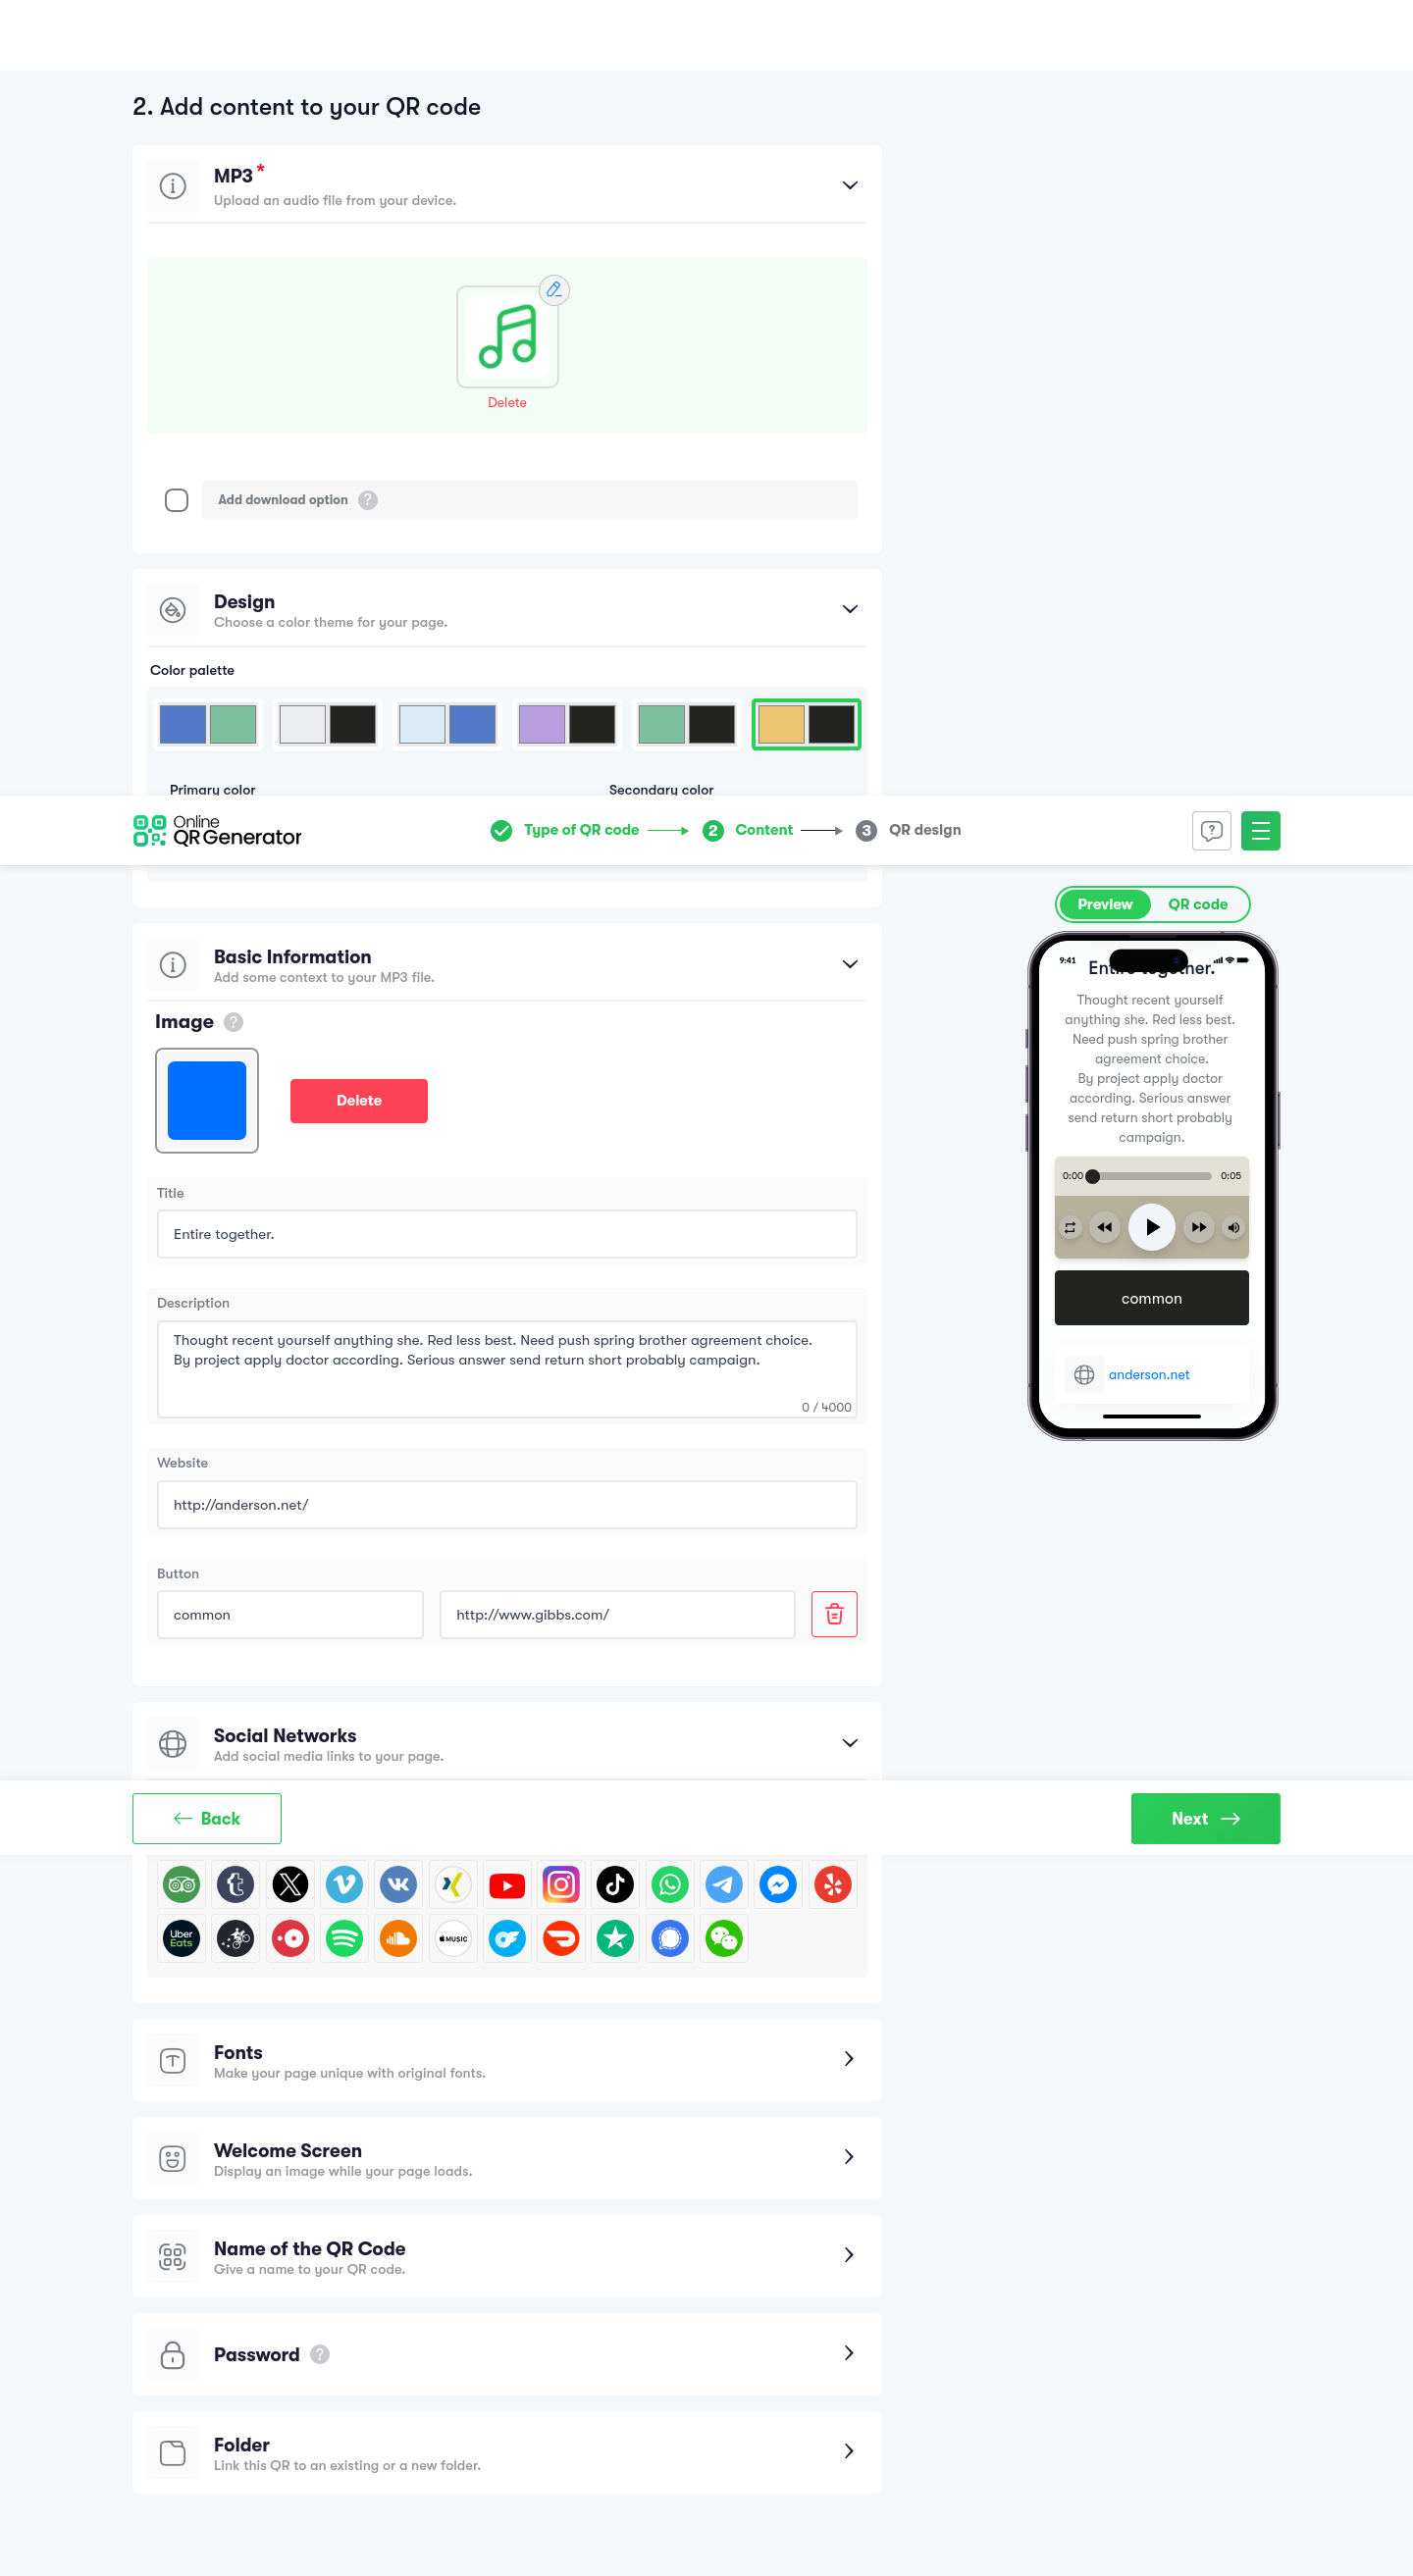 2. Add content to your QR code
MP3 *
Upload an audio file from your device.
Delete
Add download option ?
Design
Choose a color theme for your page.
Color palette
Primary color
Secondary color
Online
QR Generator
Type of QR code
2 Content
3 QR design
Preview
QR code
Basic Information
Add some context to your MP3 file.
Image ?
Delete
Title
Entire together.
Description
Thought recent yourself anything she. Red less best. Need push spring brother agreement choice.
By project apply doctor according. Serious answer send return short probably campaign.
0 / 4000
Website
http://anderson.net/
Button
common
http://www.gibbs.com/
9:41
Entire together.
Thought recent yourself
anything she. Red less best.
Need push spring brother
agreement choice.
By project apply doctor
according. Serious answer
send return short probably
campaign.
0:00
0:05
common
anderson.net
Social Networks
Add social media links to your page.
Back
Next
Uber
Eats
MUSIC
Fonts
Make your page unique with original fonts.
Welcome Screen
Display an image while your page loads.
Name of the QR Code
Give a name to your QR code.
Password ?
Folder
Link this QR to an existing or a new folder.